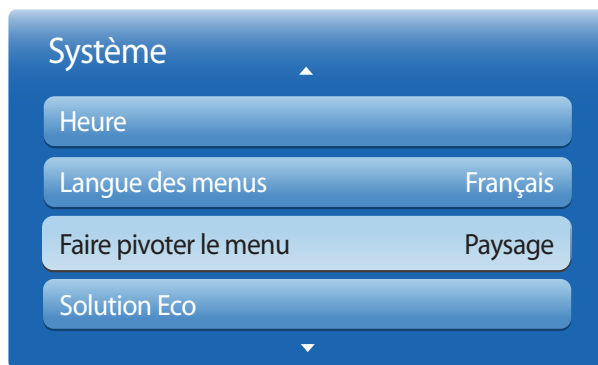 Système
Heure
Langue des menus Français
Faire pivoter le menu Paysage
Solution Eco